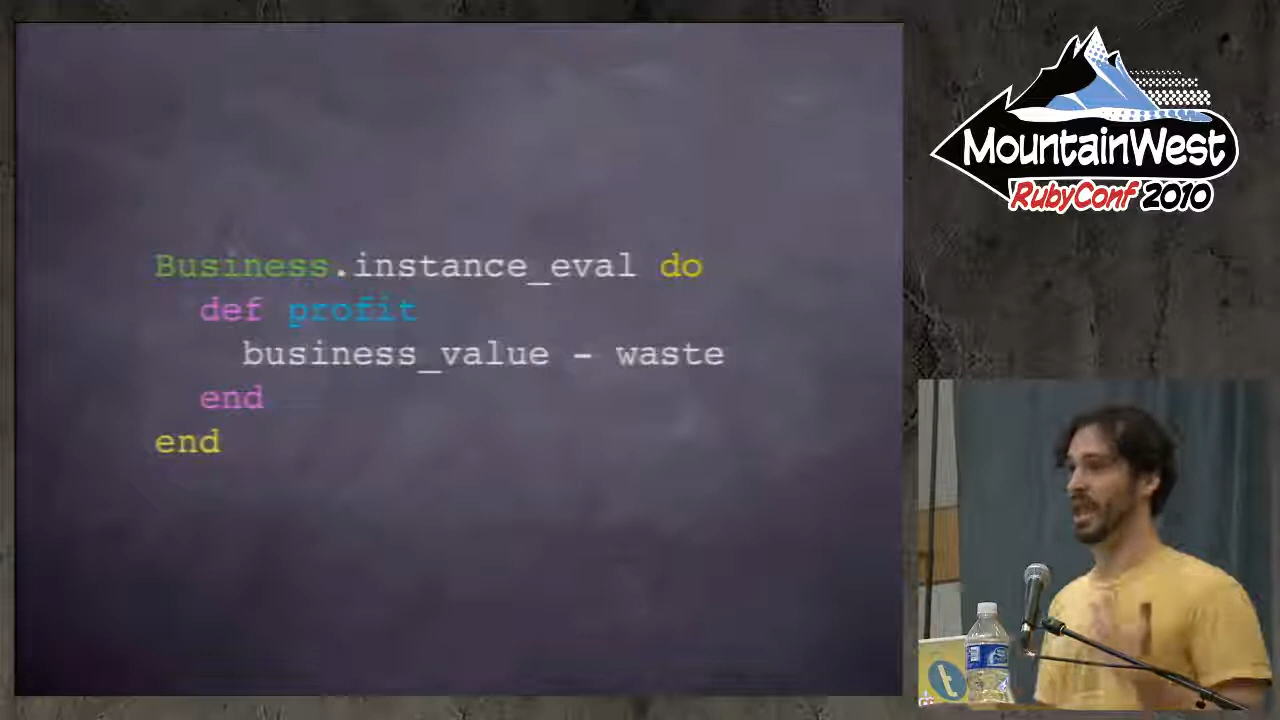 Business.instance_eval do
  def profit
    business_value - waste
  end
end
MountainWest
RubyConf 2010
t